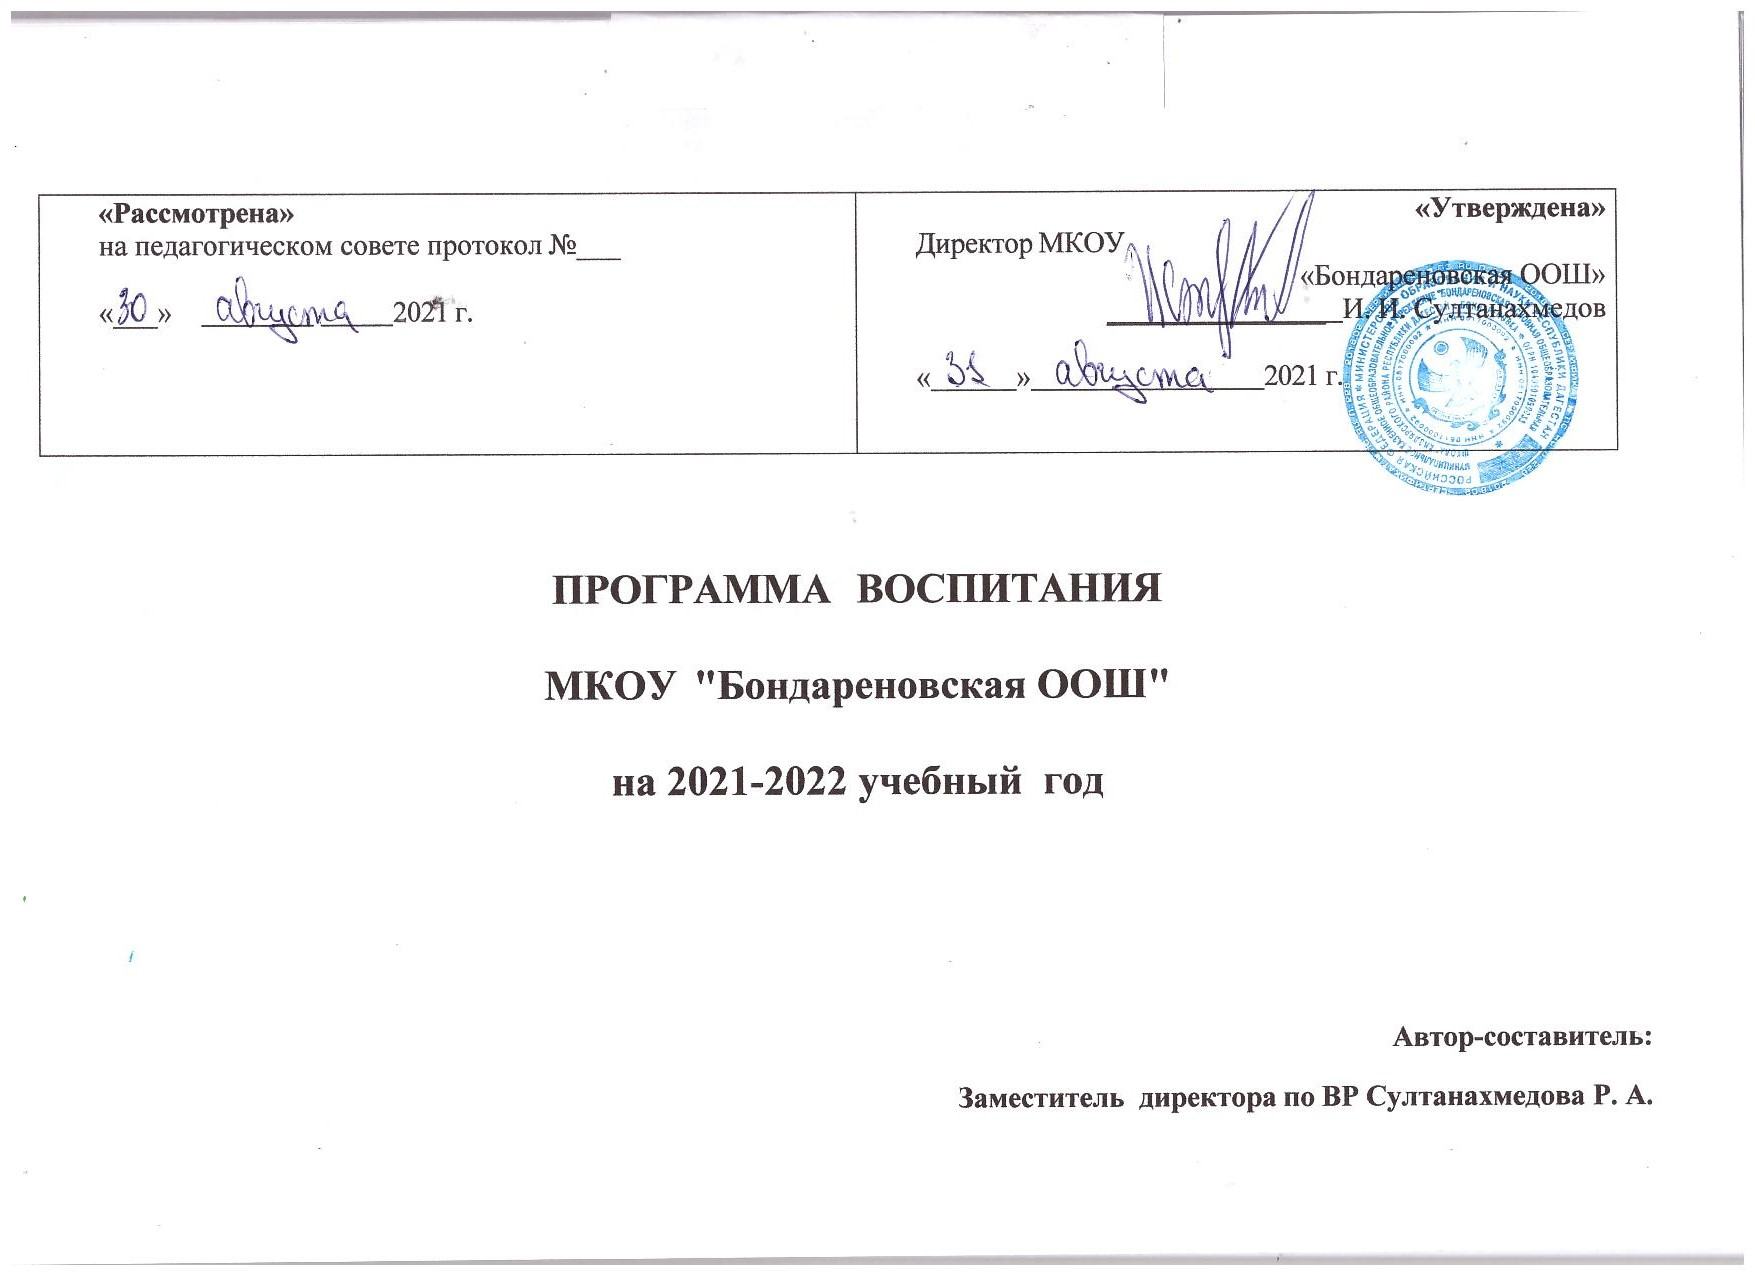 «Рассмотрена»
на педагогическом совете протокол №___
«30» августа 2021 г.
«Утверждена»
Директор МКОУ
«Бондареновская ООШ»
И. И. Султанахмедов
«31» августа 2021 г.
ПРОГРАММА ВОСПИТАНИЯ
МКОУ "Бондареновская ООШ"
на 2021-2022 учебный год
Автор-составитель:
Заместитель директора по ВР Султанахмедова Р. А.